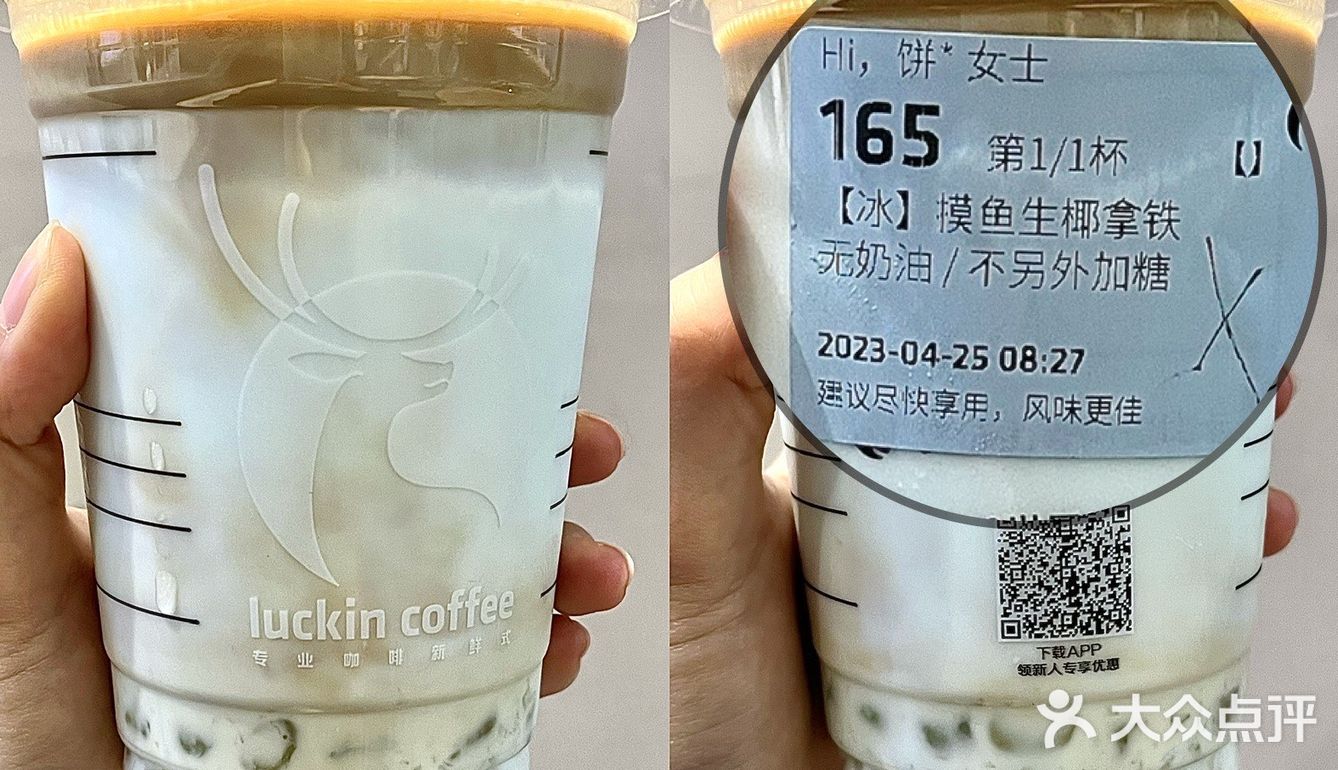 luckin coffee
专业咖啡新鲜式
Hi，饼*女士
165 第1/1杯 【】
【冰】摸鱼生椰拿铁
无奶油/不另外加糖
2023-04-25 08:27
建议尽快享用，风味更佳
下载APP
领新人专享优惠
大众点评